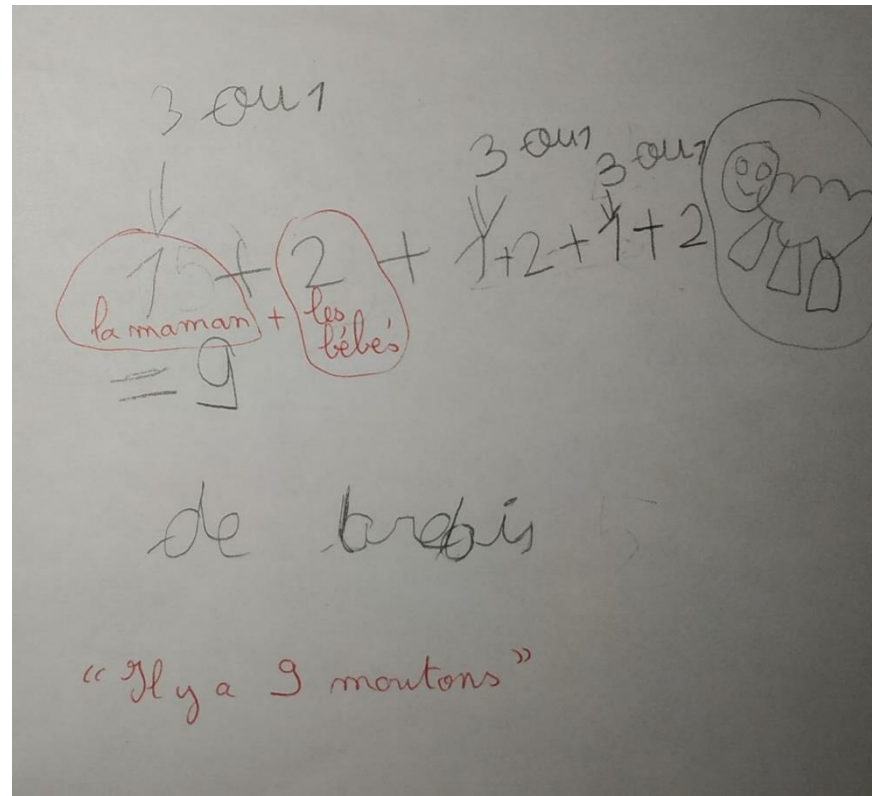 3 ou 1
3 ou 1
3 ou 1
1 + 2 + 1 + 2 + 1 + 2
la maman + les
bébés
= 9
de brebis
"Il y a 9 moutons"